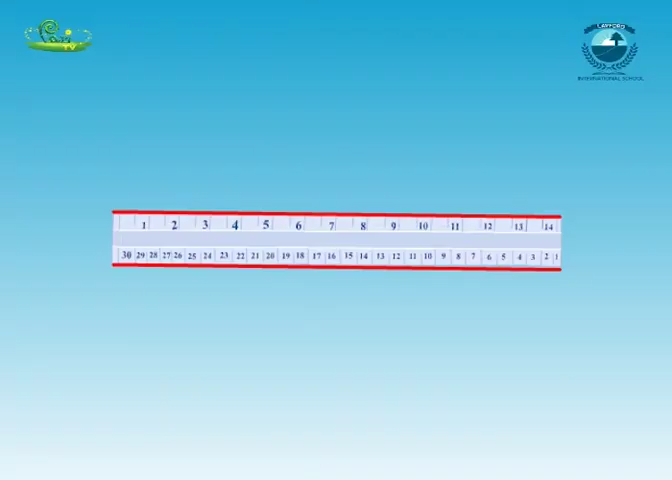 TV
LAYFORD
INTERNATIONAL SCHOOL
1 2 3 4 5 6 7 8 9 10 11 12 13 14
30 29 28 27 26 25 24 23 22 21 20 19 18 17 16 15 14 13 12 11 10 9 8 7 6 5 4 3 2 1